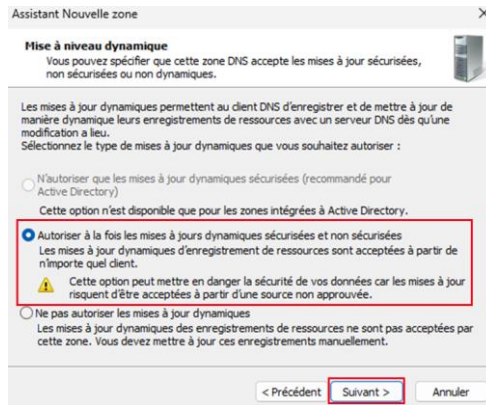 Assistant Nouvelle zone
Mise à niveau dynamique
Vous pouvez spécifier que cette zone DNS accepte les mises à jour sécurisées,
non sécurisées ou non dynamiques.
Les mises à jour dynamiques permettent au client DNS d'enregistrer et de mettre à jour de
manière dynamique leurs enregistrements de ressources avec un serveur DNS dès qu'une
modification a lieu.
Sélectionnez le type de mises à jour dynamiques que vous souhaitez autoriser :
N'autoriser que les mises à jour dynamiques sécurisées (recommandé pour
Active Directory)
Cette option n'est disponible que pour les zones intégrées à Active Directory.
Autoriser à la fois les mises à jours dynamiques sécurisées et non sécurisées
Les mises à jour dynamiques d'enregistrement de ressources sont acceptées à partir de
n'importe quel client.
Cette option peut mettre en danger la sécurité de vos données car les mises à jour
risquent d'être acceptées à partir d'une source non approuvée.
Ne pas autoriser les mises à jour dynamiques
Les mises à jour dynamiques des enregistrements de ressources ne sont pas acceptées par
cette zone. Vous devez mettre à jour ces enregistrements manuellement.
< Précédent Suivant > Annuler